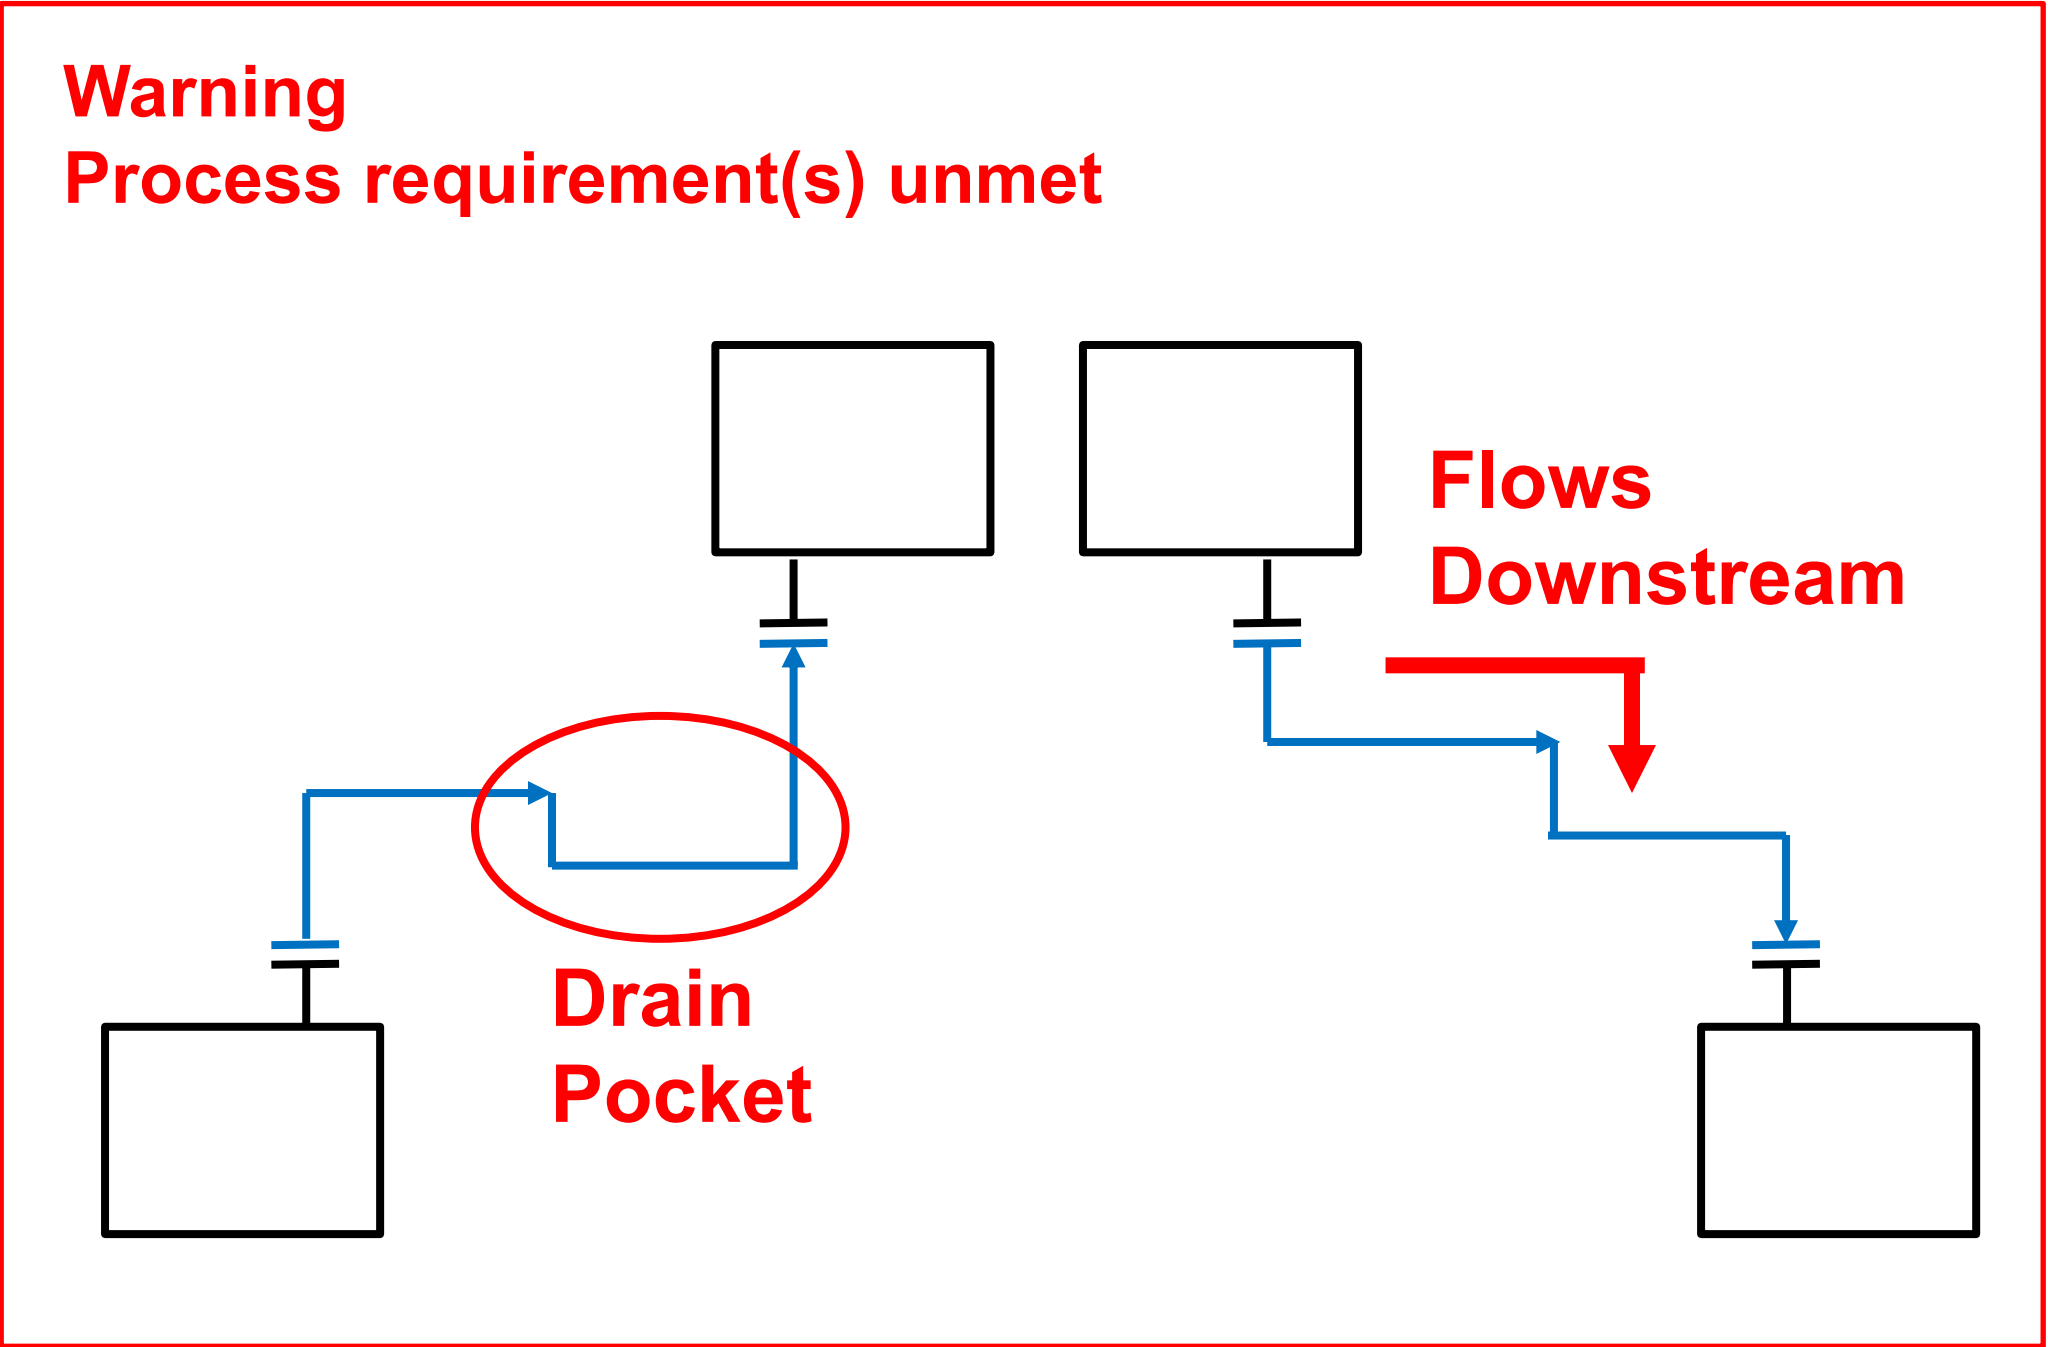 Warning
Process requirement(s) unmet
Flows
Downstream
Drain
Pocket